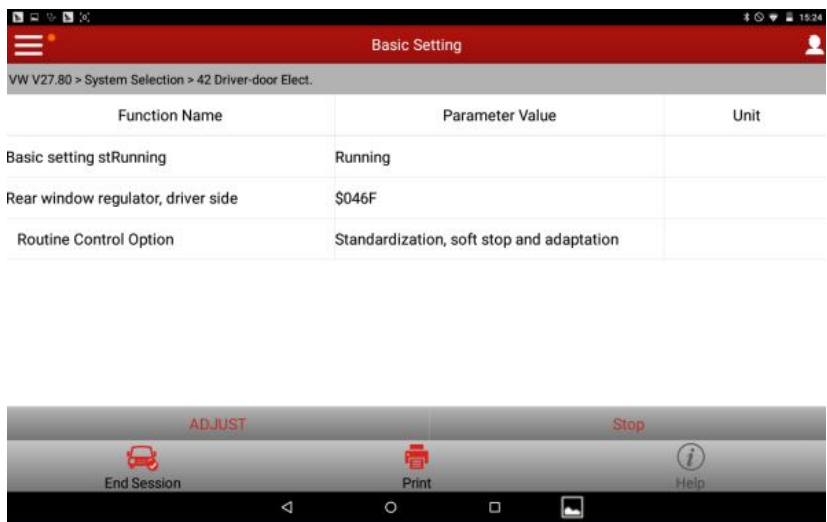 15:24
Basic Setting
VW V27.80 > System Selection > 42 Driver-door Elect.
Function Name Parameter Value Unit
Basic setting stRunning Running
Rear window regulator, driver side $046F
Routine Control Option Standardization, soft stop and adaptation
ADJUST Stop
End Session Print Help